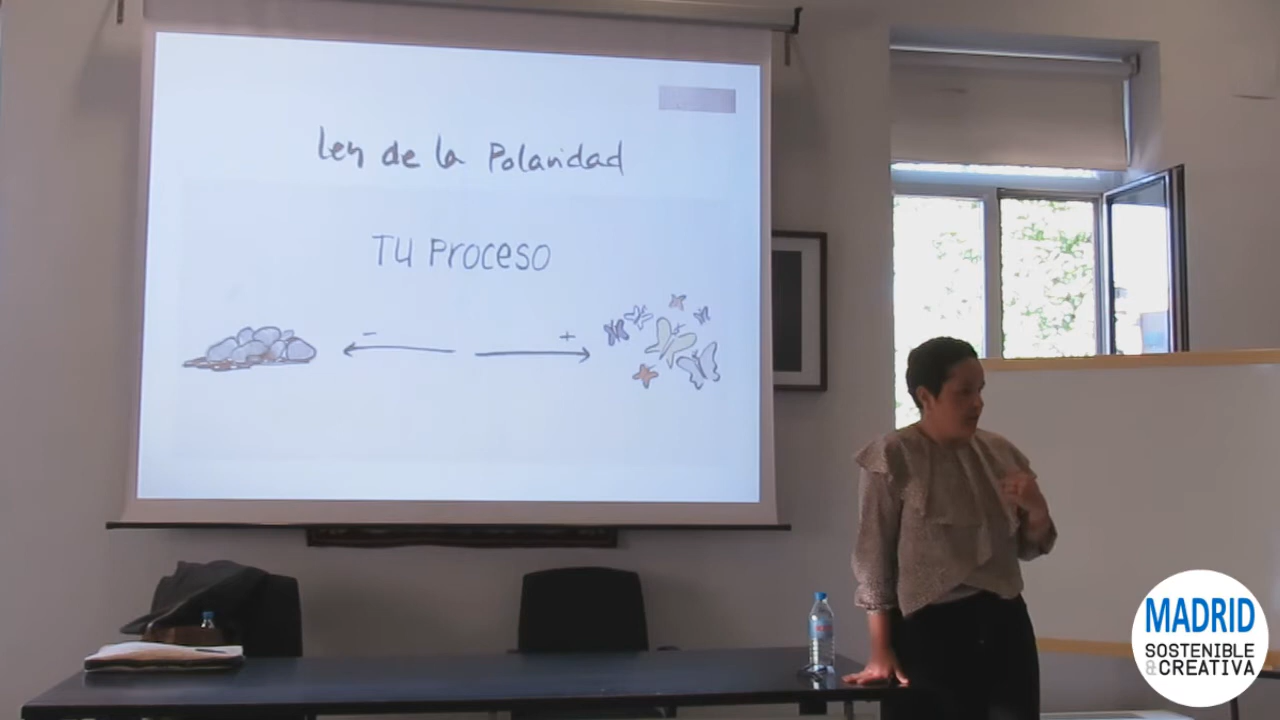 Ley de la Polaridad
TU PROCESO
-
+
MADRID
SOSTENIBLE
&CREATIVA